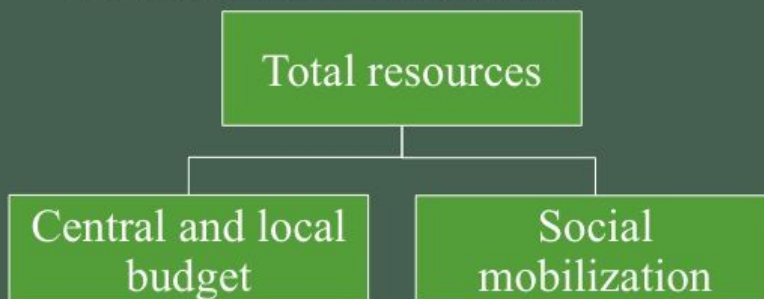 Total resources
Central and local
budget
Social
mobilization